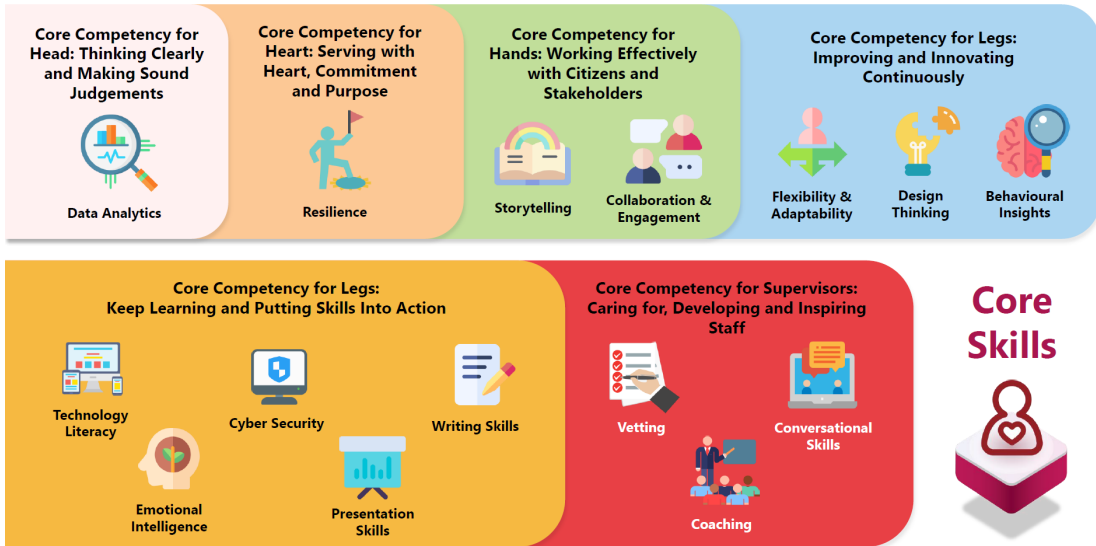 Core Competency for
Head: Thinking Clearly
and Making Sound
Judgements
Data Analytics
Core Competency for
Heart: Serving with
Heart, Commitment
and Purpose
Resilience
Core Competency for
Hands: Working Effectively
with Citizens and
Stakeholders
Storytelling
Collaboration &
Engagement
Core Competency for Legs:
Improving and Innovating
Continuously
Flexibility &
Adaptability
Design
Thinking
Behavioural
Insights
Core Competency for Legs:
Keep Learning and Putting Skills Into Action
Technology
Literacy
Cyber Security
Writing Skills
Emotional
Intelligence
Presentation
Skills
Core Competency for Supervisors:
Caring for, Developing and Inspiring
Staff
Vetting
Conversational
Skills
Coaching
Core
Skills